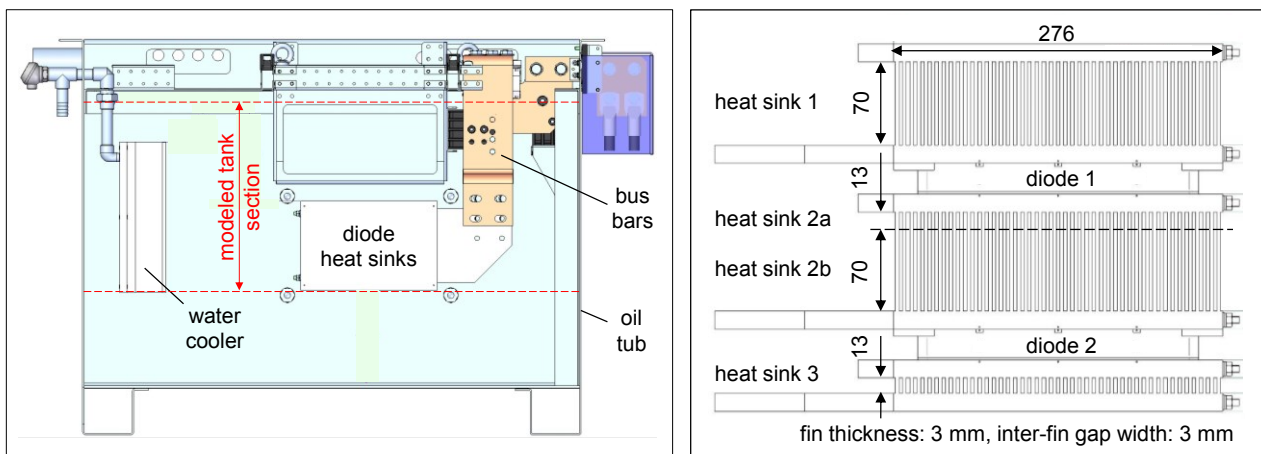 modeled tank
section
diode
heat sinks
bus
bars
water
cooler
oil
tub
276
heat sink 1
70
diode 1
13
heat sink 2a
heat sink 2b
70
diode 2
13
heat sink 3
fin thickness: 3 mm, inter-fin gap width: 3 mm